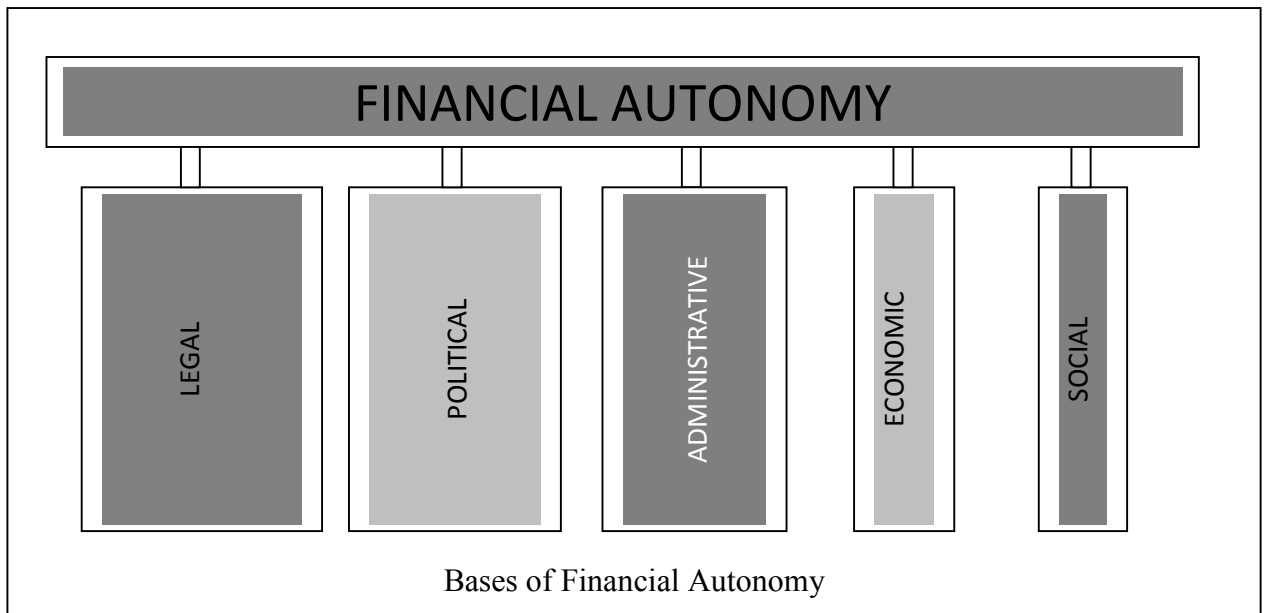 FINANCIAL AUTONOMY
LEGAL
POLITICAL
ADMINISTRATIVE
ECONOMIC
SOCIAL
Bases of Financial Autonomy